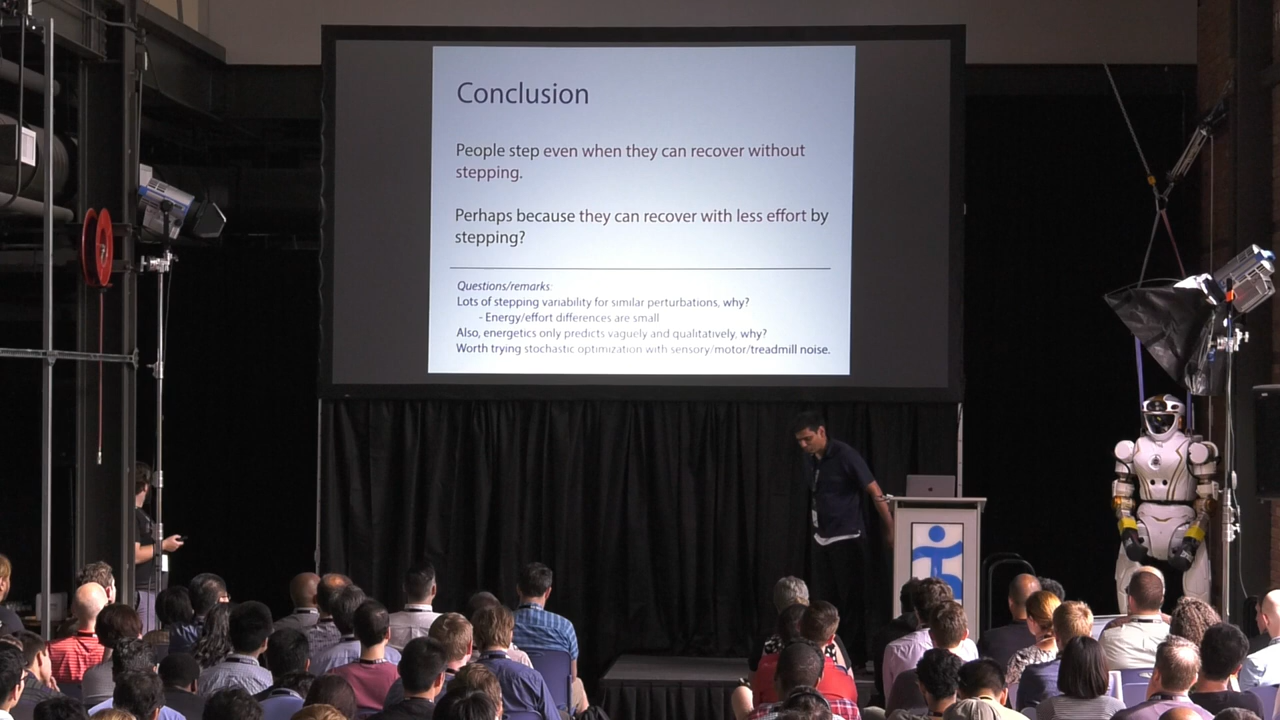 Conclusion
People step even when they can recover without
stepping.
Perhaps because they can recover with less effort by
stepping?
Questions/remarks:
Lots of stepping variability for similar perturbations, why?
- Energy/effort differences are small
Also, energetics only predicts vaguely and qualitatively, why?
Worth trying stochastic optimization with sensory/motor/treadmill noise.